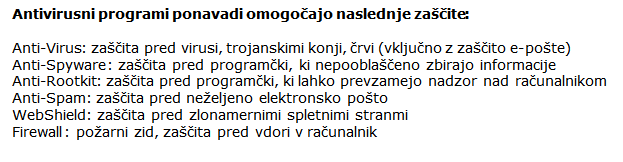 Antivirusni programi ponavadi omogočajo naslednje zaščite:
Anti-Virus: zaščita pred virusi, trojanskimi konji, črvi (vključno z zaščito e-pošte)
Anti-Spyware: zaščita pred programčki, ki nepooblaščeno zbirajo informacije
Anti-Rootkit: zaščita pred programčki, ki lahko prevzamejo nadzor nad računalnikom
Anti-Spam: zaščita pred neželjeno elektronsko pošto
WebShield: zaščita pred zlonamernimi spletnimi stranmi
Firewall: požarni zid, zaščita pred vdori v računalnik